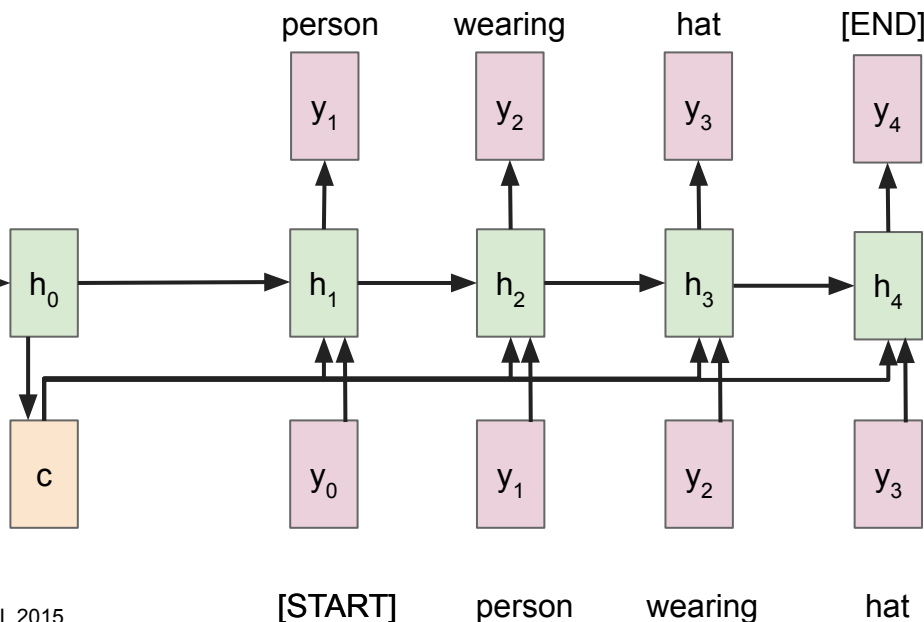 person wearing hat [END]
y1 y2 y3 y4
h0 h1 h2 h3 h4
c y0 y1 y2 y3
[START] person wearing hat
2015